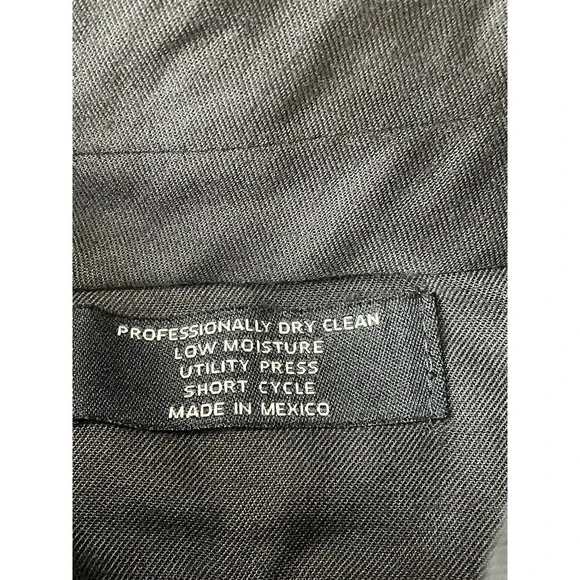 PROFESSIONALLY DRY CLEAN
LOW MOISTURE
UTILITY PRESS
SHORT CYCLE
MADE IN MEXICO